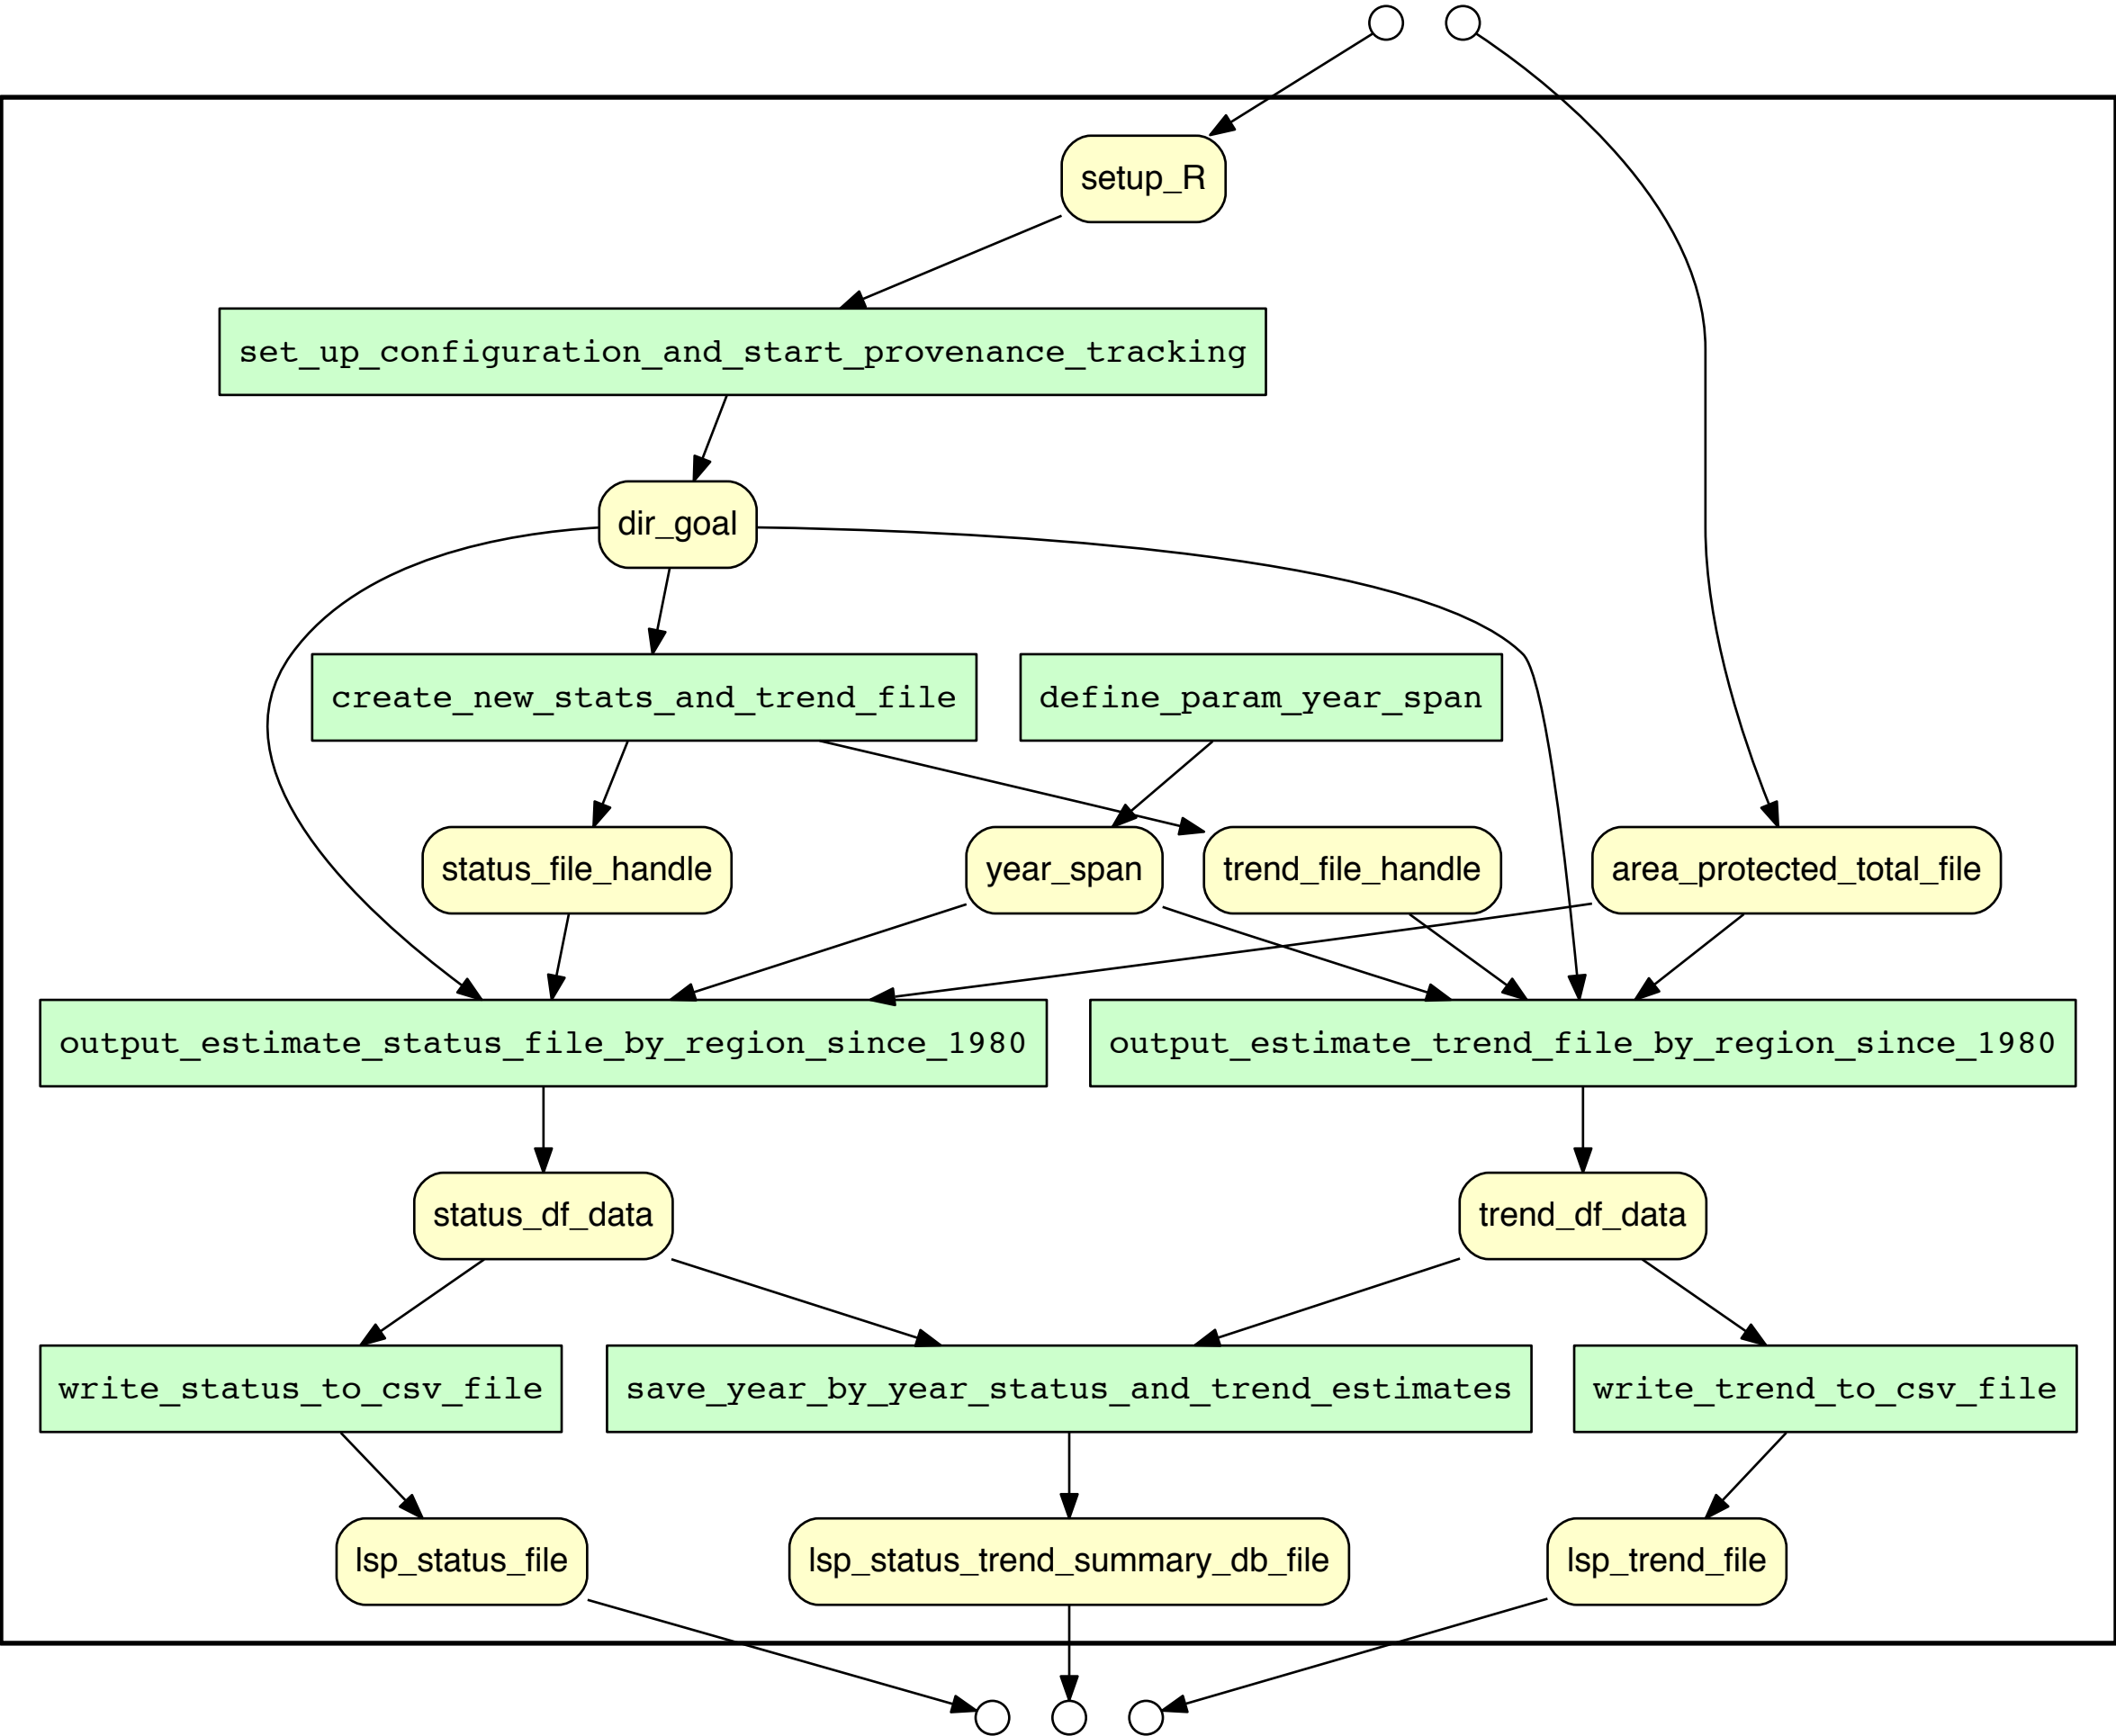 setup_R
set_up_configuration_and_start_provenance_tracking
dir_goal
create_new_stats_and_trend_file
define_param_year_span
status_file_handle
year_span
trend_file_handle
area_protected_total_file
output_estimate_status_file_by_region_since_1980
output_estimate_trend_file_by_region_since_1980
status_df_data
trend_df_data
write_status_to_csv_file
save_year_by_year_status_and_trend_estimates
write_trend_to_csv_file
lsp_status_file
lsp_status_trend_summary_db_file
lsp_trend_file